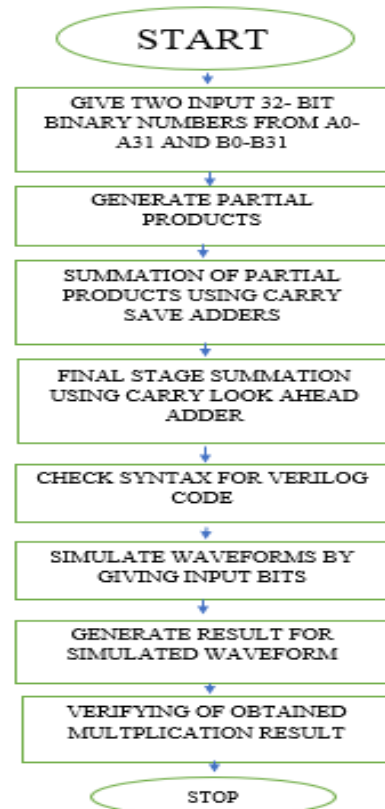 START
GIVE TWO INPUT 32- BIT
BINARY NUMBERS FROM A0-
A31 AND B0-B31
GENERATE PARTIAL
PRODUCTS
SUMMATION OF PARTIAL
PRODUCTS USING CARRY
SAVE ADDERS
FINAL STAGE SUMMATION
USING CARRY LOOK AHEAD
ADDER
CHECK SYNTAX FOR VERILOG
CODE
SIMULATE WAVEFORMS BY
GIVING INPUT BITS
GENERATE RESULT FOR
SIMULATED WAVEFORM
VERIFYING OF OBTAINED
MULTPLICATION RESULT
STOP